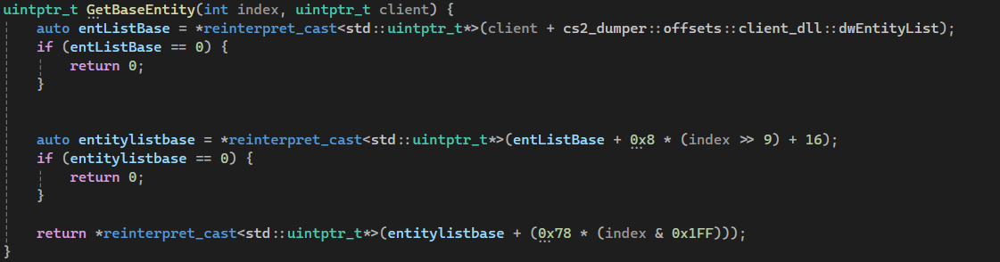 uintptr_t GetBaseEntity(int index, uintptr_t client) {
    auto entListBase = *reinterpret_cast<std::uintptr_t*>(client + cs2_dumper::offsets::client_dll::dwEntityList);
    if (entListBase == 0) {
        return 0;
    }
    auto entitylistbase = *reinterpret_cast<std::uintptr_t*>(entListBase + 0x8 * (index >> 9) + 16);
    if (entitylistbase == 0) {
        return 0;
    }
    return *reinterpret_cast<std::uintptr_t*>(entitylistbase + (0x78 * (index & 0x1FF)));
}